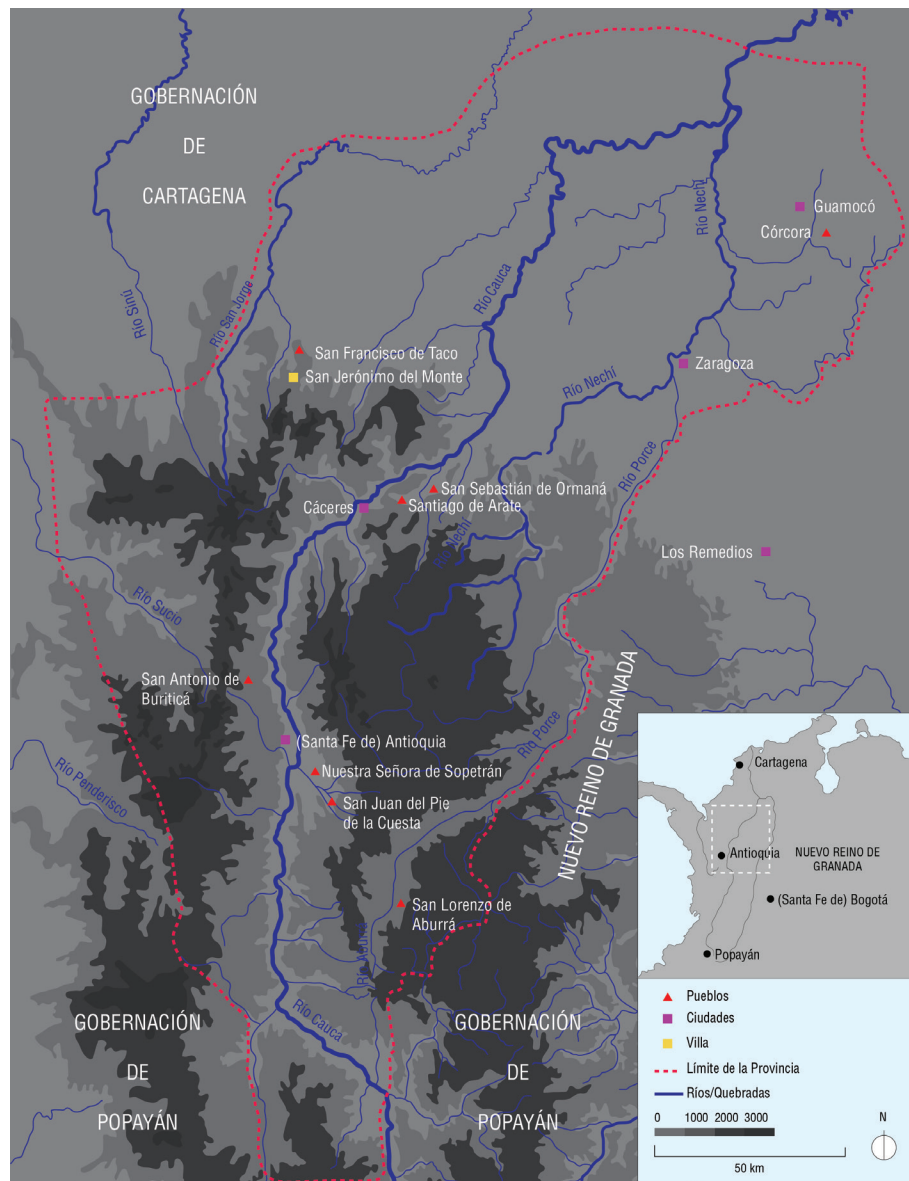 GOBERNACIÓN
DE
CARTAGENA
Río Sinú
Río San Jorge
Río Cauca
Río Nechí
Guamocó
Córcora
San Francisco de Taco
San Jerónimo del Monte
Zaragoza
Río Nechí
Río Porce
San Sebastián de Ormaná
Santiago de Arate
Cáceres
Río Nechí
Los Remedios
Río Sucio
San Antonio de
Buriticá
(Santa Fe de) Antioquia
Río Porce
Nuestra Señora de Sopetrán
Río Penderisco
San Juan del Pie
de la Cuesta
NUEVO REINO DE GRANADA
San Lorenzo de
Aburrá
Río Aburrá
Río Cauca
GOBERNACIÓN
DE
POPAYÁN
GOBERNACIÓN
DE
POPAYÁN
Cartagena
Antioquia
NUEVO REINO DE
GRANADA
(Santa Fe de) Bogotá
Popayán
Pueblos
Ciudades
Villa
Límite de la Provincia
Ríos/Quebradas
0 1000 2000 3000
N
50 km